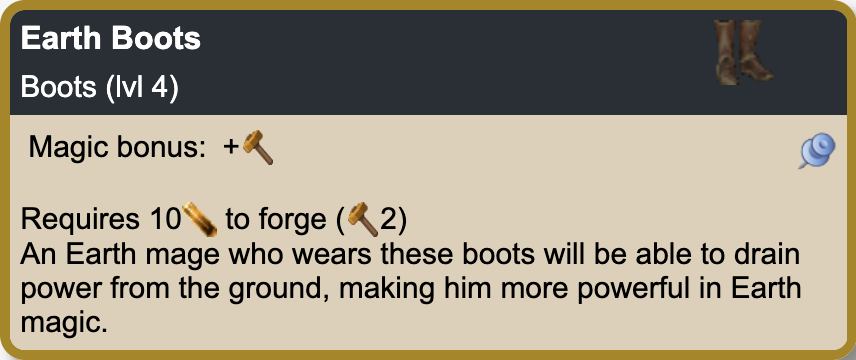 Earth Boots
Boots (lvl 4)
Magic bonus: +
Requires 10 to forge ( 2)
An Earth mage who wears these boots will be able to drain
power from the ground, making him more powerful in Earth
magic.